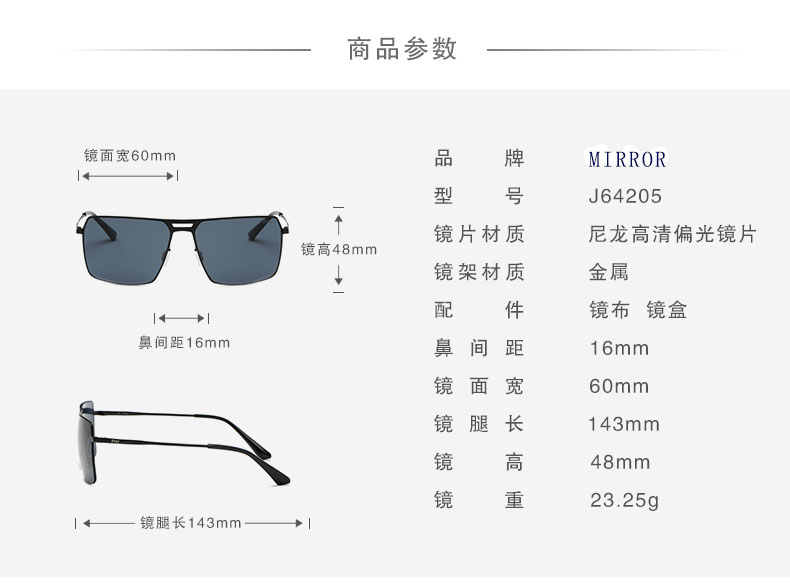 商品参数
镜面宽60mm
镜高48mm
鼻间距16mm
镜腿长143mm
品牌 MIRROR
型号 J64205
镜片材质 尼龙高清偏光镜片
镜架材质 金属
配件 镜布 镜盒
鼻间距 16mm
镜面宽 60mm
镜腿长 143mm
镜高 48mm
镜重 23.25g